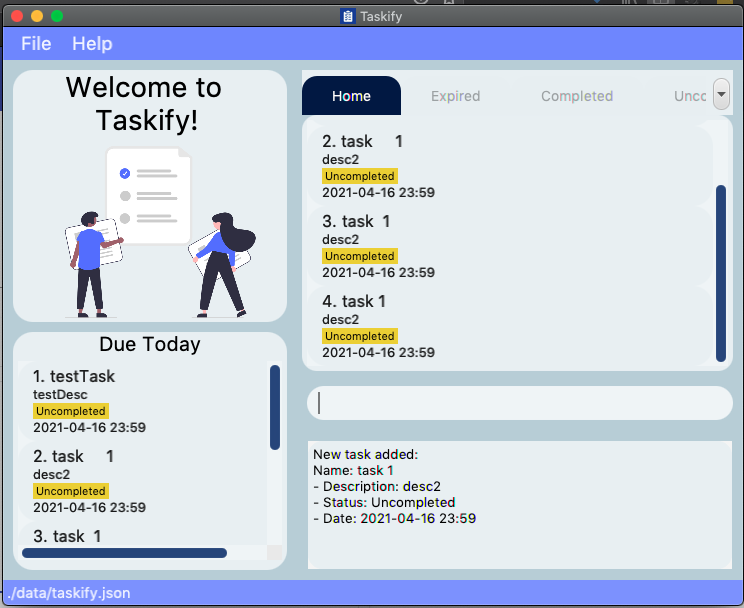 Taskify
File Help
Welcome to
Taskify!
Due Today
1. testTask
testDesc
Uncompleted
2021-04-16 23:59
2. task     1
desc2
Uncompleted
2021-04-16 23:59
3. task  1
Home Expired Completed Unco
2. task     1
desc2
Uncompleted
2021-04-16 23:59
3. task  1
desc2
Uncompleted
2021-04-16 23:59
4. task 1
desc2
Uncompleted
2021-04-16 23:59
New task added:
Name: task 1
- Description: desc2
- Status: Uncompleted
- Date: 2021-04-16 23:59
./data/taskify.json